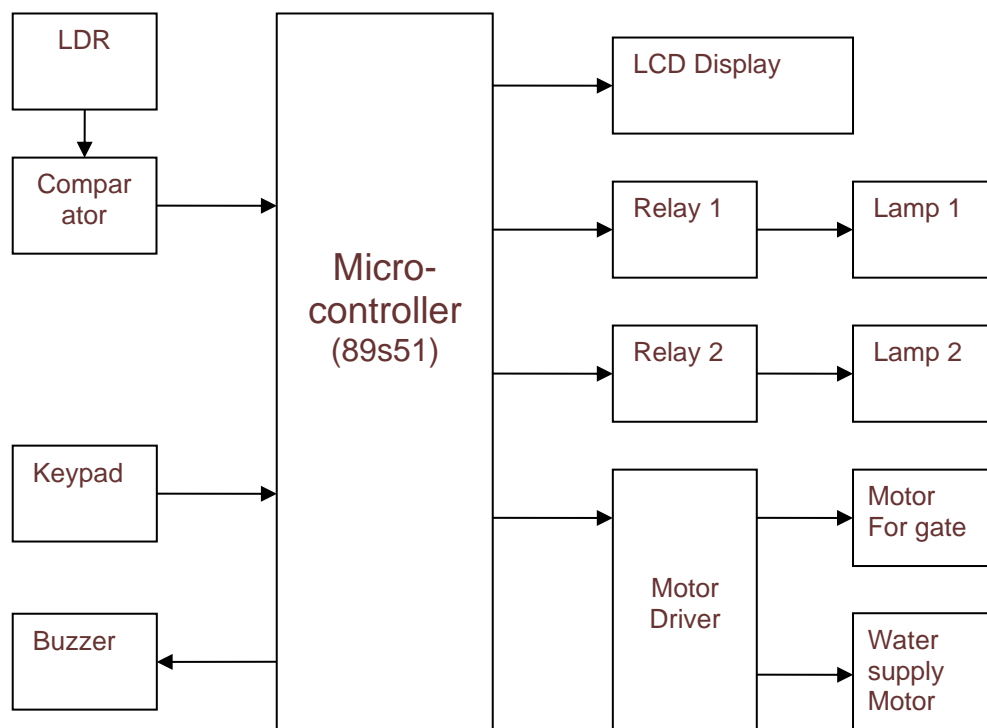 LDR
Compar
ator
Keypad
Buzzer
Micro-
controller
(89s51)
LCD Display
Relay 1
Lamp 1
Relay 2
Lamp 2
Motor
Driver
Motor
For gate
Water
supply
Motor